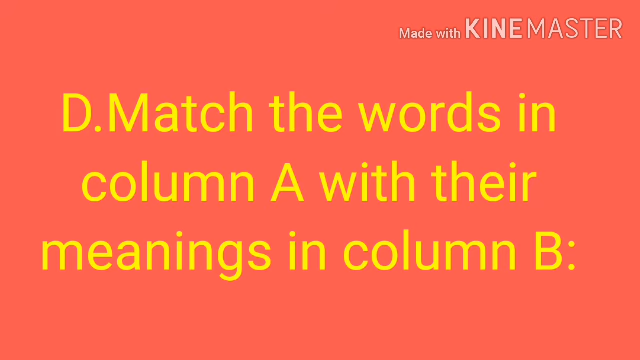 Made with KINEMASTER
D.Match the words in
column A with their
meanings in column B: